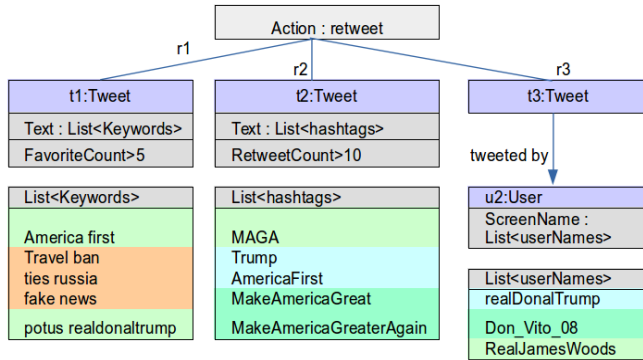 Action : retweet
r1
r2
r3
t1:Tweet
Text : List<Keywords>
FavoriteCount>5
t2:Tweet
Text : List<hashtags>
RetweetCount>10
t3:Tweet
tweeted by
u2:User
ScreenName :
List<userNames>
List<Keywords>
America first
Travel ban
ties russia
fake news
potus realdonaltrump
List<hashtags>
MAGA
Trump
AmericaFirst
MakeAmericaGreat
MakeAmericaGreaterAgain
List<userNames>
realDonalTrump
Don_Vito_08
RealJamesWoods